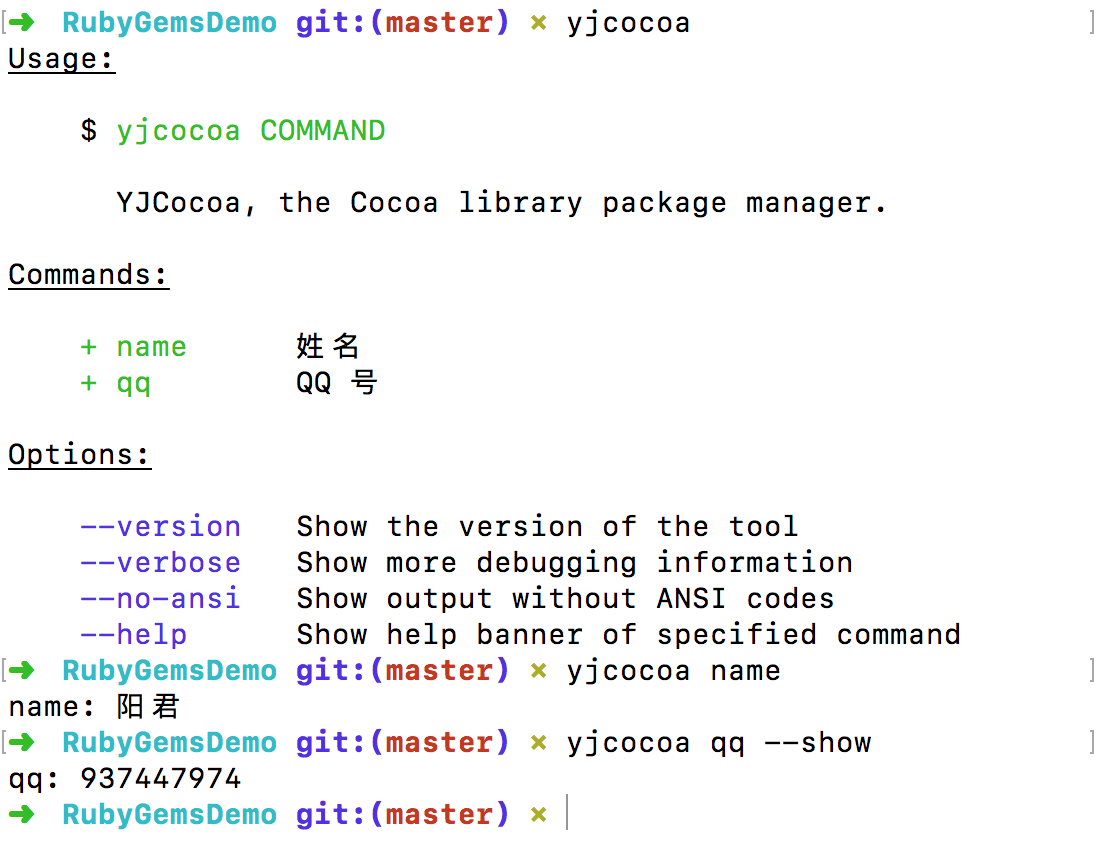 ➜  RubyGemsDemo git:(master) ✗ yjcocoa
Usage:
$ yjcocoa COMMAND
YJCocoa, the Cocoa library package manager.
Commands:
+ name      姓名
+ qq        QQ 号
Options:
--version   Show the version of the tool
--verbose   Show more debugging information
--no-ansi   Show output without ANSI codes
--help      Show help banner of specified command
➜  RubyGemsDemo git:(master) ✗ yjcocoa name
name: 阳君
➜  RubyGemsDemo git:(master) ✗ yjcocoa qq --show
qq: 937447974
➜  RubyGemsDemo git:(master) ✗